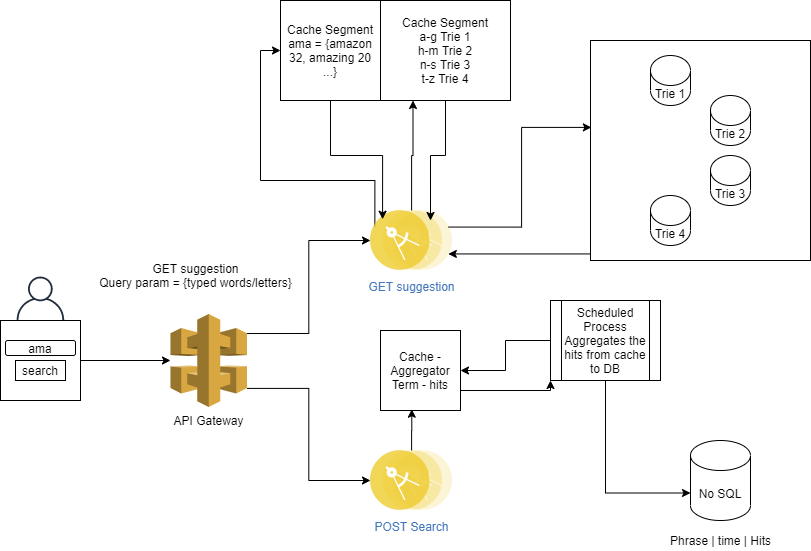 Cache Segment
ama = {amazon
32, amazing 20
...}
Cache Segment
a-g Trie 1
h-m Trie 2
n-s Trie 3
t-z Trie 4
Trie 1
Trie 2
Trie 3
Trie 4
GET suggestion
GET suggestion
Query param = {typed words/letters}
ama
search
API Gateway
Cache -
Aggregator
Term - hits
Scheduled
Process
Aggregates the
hits from cache
to DB
POST Search
No SQL
Phrase | time | Hits